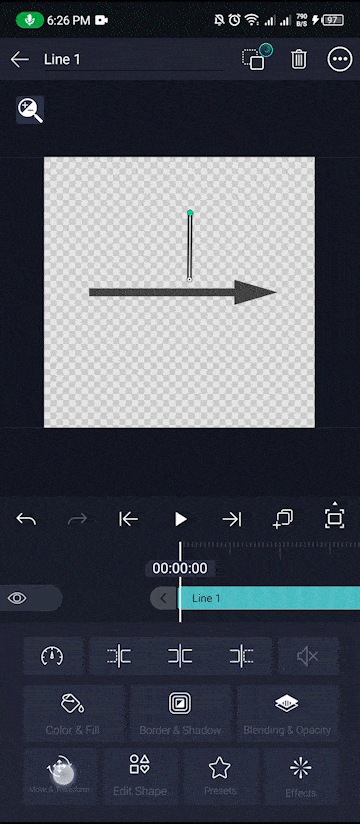 6:26 PM
790
B/S
97
Line 1
00:00:00
Line 1
Color & Fill
Border & Shadow
Blending & Opacity
Move & Transform
Edit Shape
Presets
Effects